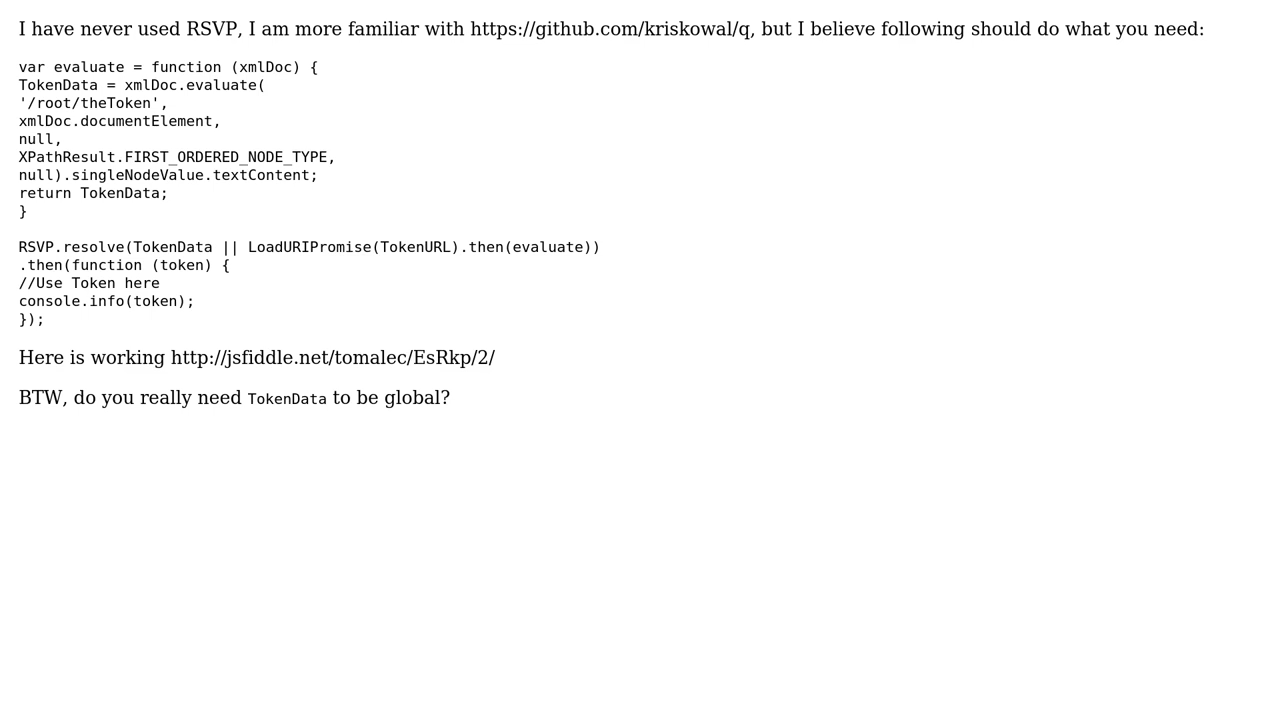 I have never used RSVP, I am more familiar with https://github.com/kriskowal/q, but I believe following should do what you need:
var evaluate = function (xmlDoc) {
TokenData = xmlDoc.evaluate(
'/root/theToken',
xmlDoc.documentElement,
null,
XPathResult.FIRST_ORDERED_NODE_TYPE,
null).singleNodeValue.textContent;
return TokenData;
}
RSVP.resolve(TokenData || LoadURIPromise(TokenURL).then(evaluate))
.then(function (token) {
//Use Token here
console.info(token);
});
Here is working http://jsfiddle.net/tomalec/EsRkp/2/
BTW, do you really need TokenData to be global?